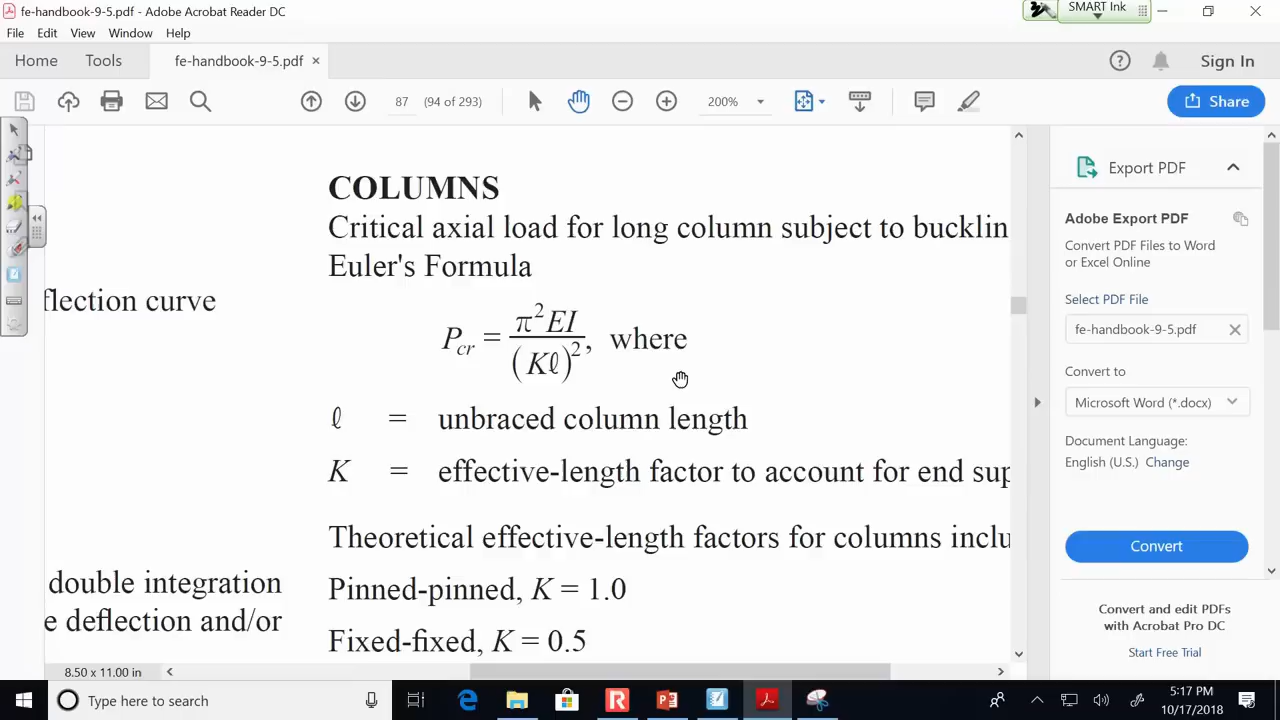 fe-handbook-9-5.pdf - Adobe Acrobat Reader DC
SMART Ink
File Edit View Window Help
Home Tools fe-handbook-9-5.pdf × Sign In
87 (94 of 293) 200% Share
COLUMNS
Critical axial load for long column subject to bucklin
Euler's Formula
flection curve
P_cr = π²EI / (Kℓ)², where
ℓ = unbraced column length
K = effective-length factor to account for end sup
Theoretical effective-length factors for columns inclu
double integration
Pinned-pinned, K = 1.0
e deflection and/or
Fixed-fixed, K = 0.5
8.50 x 11.00 in
Export PDF
Adobe Export PDF
Convert PDF Files to Word
or Excel Online
Select PDF File
fe-handbook-9-5.pdf
Convert to
Microsoft Word (*.docx)
Document Language:
English (U.S.) Change
Convert
Convert and edit PDFs
with Acrobat Pro DC
Start Free Trial
Type here to search
5:17 PM
10/17/2018